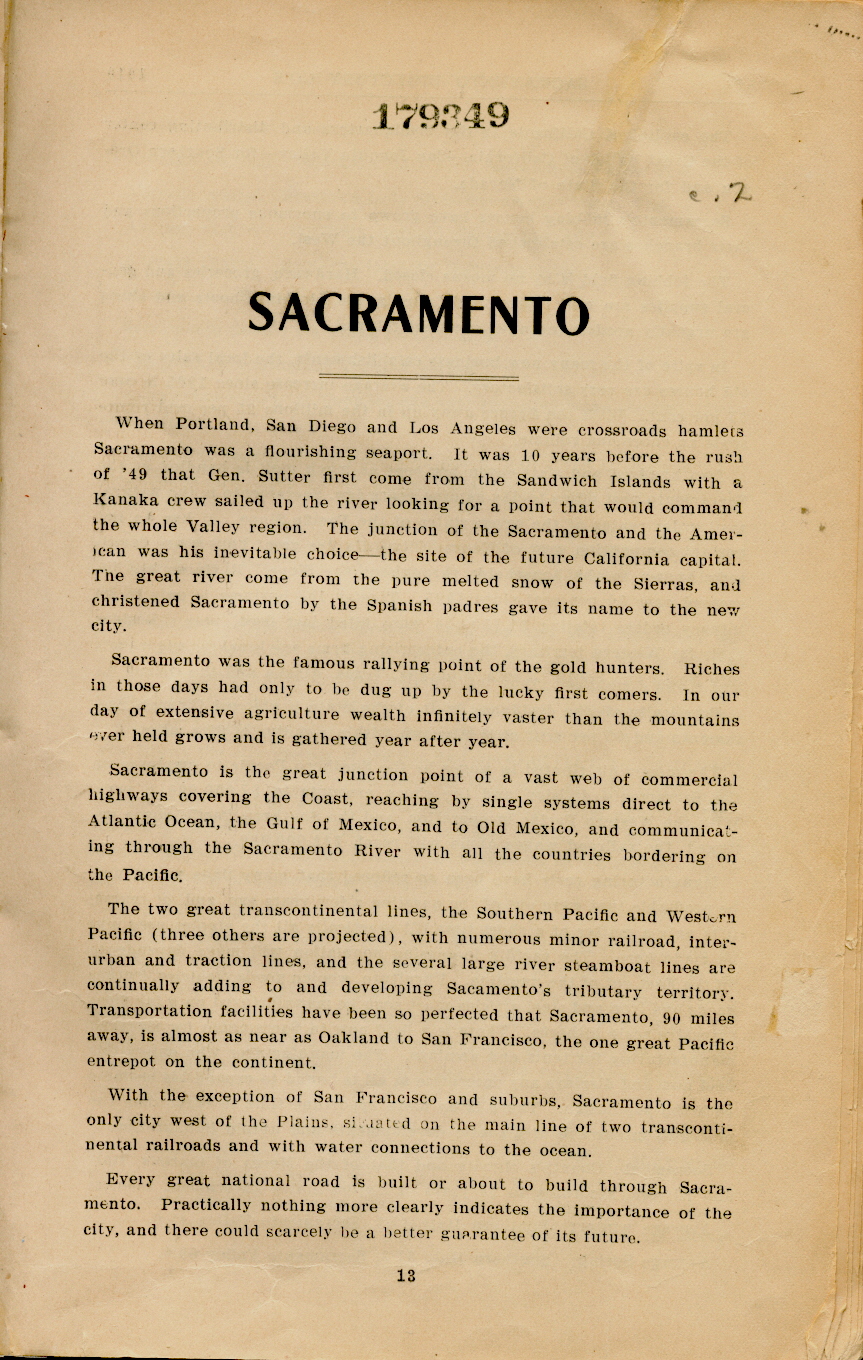 179349
c.2
SACRAMENTO
When Portland, San Diego and Los Angeles were crossroads hamlets
Sacramento was a flourishing seaport. It was 10 years before the rush
of '49 that Gen. Sutter first come from the Sandwich Islands with a
Kanaka crew sailed up the river looking for a point that would command
the whole Valley region. The junction of the Sacramento and the Amer-
ican was his inevitable choice—the site of the future California capital.
The great river come from the pure melted snow of the Sierras, and
christened Sacramento by the Spanish padres gave its name to the new
city.
Sacramento was the famous rallying point of the gold hunters. Riches
in those days had only to be dug up by the lucky first comers. In our
day of extensive agriculture wealth infinitely vaster than the mountains
ever held grows and is gathered year after year.
Sacramento is the great junction point of a vast web of commercial
highways covering the Coast, reaching by single systems direct to the
Atlantic Ocean, the Gulf of Mexico, and to Old Mexico, and communicat-
ing through the Sacramento River with all the countries bordering on
the Pacific.
The two great transcontinental lines, the Southern Pacific and Western
Pacific (three others are projected), with numerous minor railroad, inter-
urban and traction lines, and the several large river steamboat lines are
continually adding to and developing Sacamento's tributary territory.
Transportation facilities have been so perfected that Sacramento, 90 miles
away, is almost as near as Oakland to San Francisco, the one great Pacific
entrepot on the continent.
With the exception of San Francisco and suburbs, Sacramento is the
only city west of the Plains, situated on the main line of two transconti-
nental railroads and with water connections to the ocean.
Every great national road is built or about to build through Sacra-
mento. Practically nothing more clearly indicates the importance of the
city, and there could scarcely be a better guarantee of its future.
13